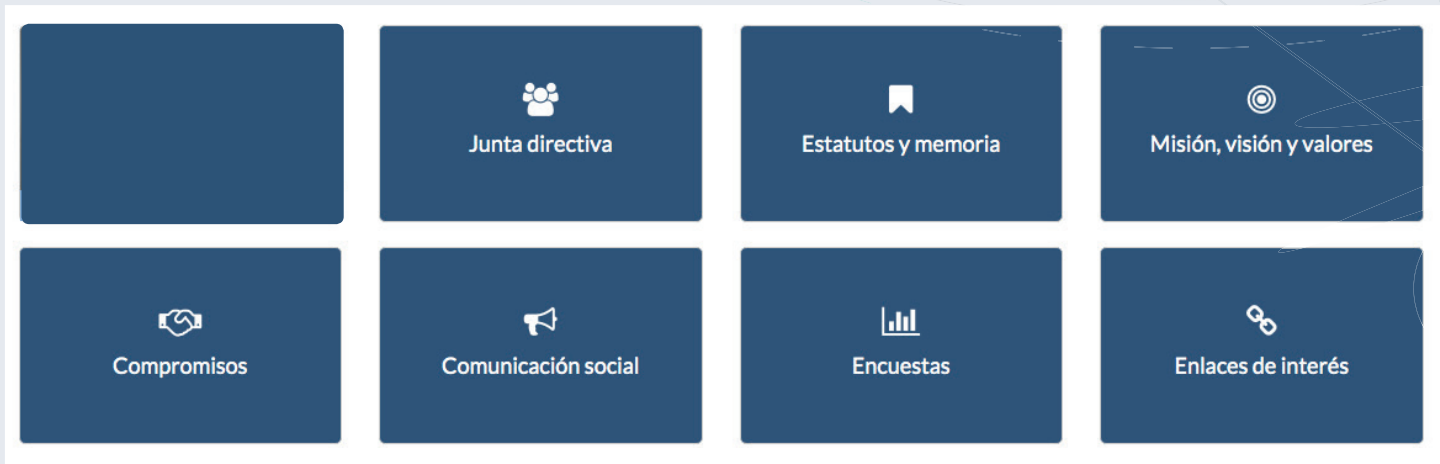 Junta directiva
Estatutos y memoria
Misión, visión y valores
Compromisos
Comunicación social
Encuestas
Enlaces de interés